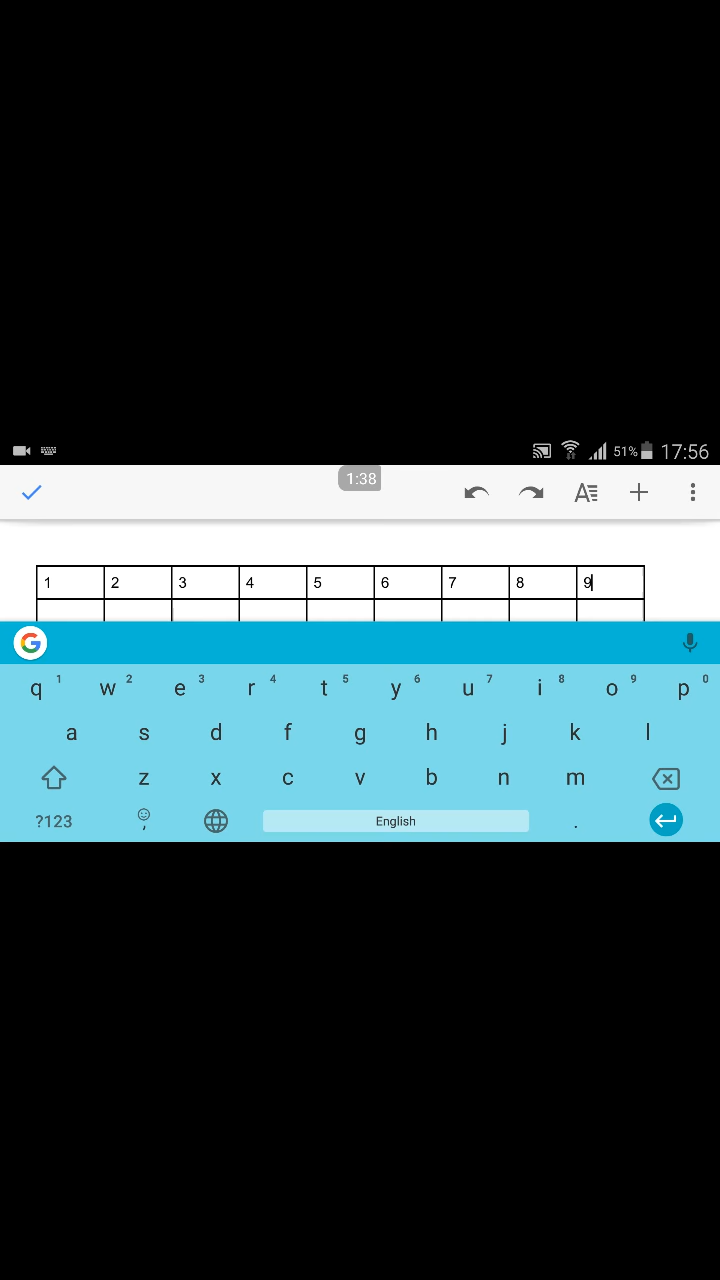 51% 17:56
1:38
1 2 3 4 5 6 7 8 9
G
q 1 w 2 e 3 r 4 t 5 y 6 u 7 i 8 o 9 p 0
a s d f g h j k l
z x c v b n m
?123 , English .